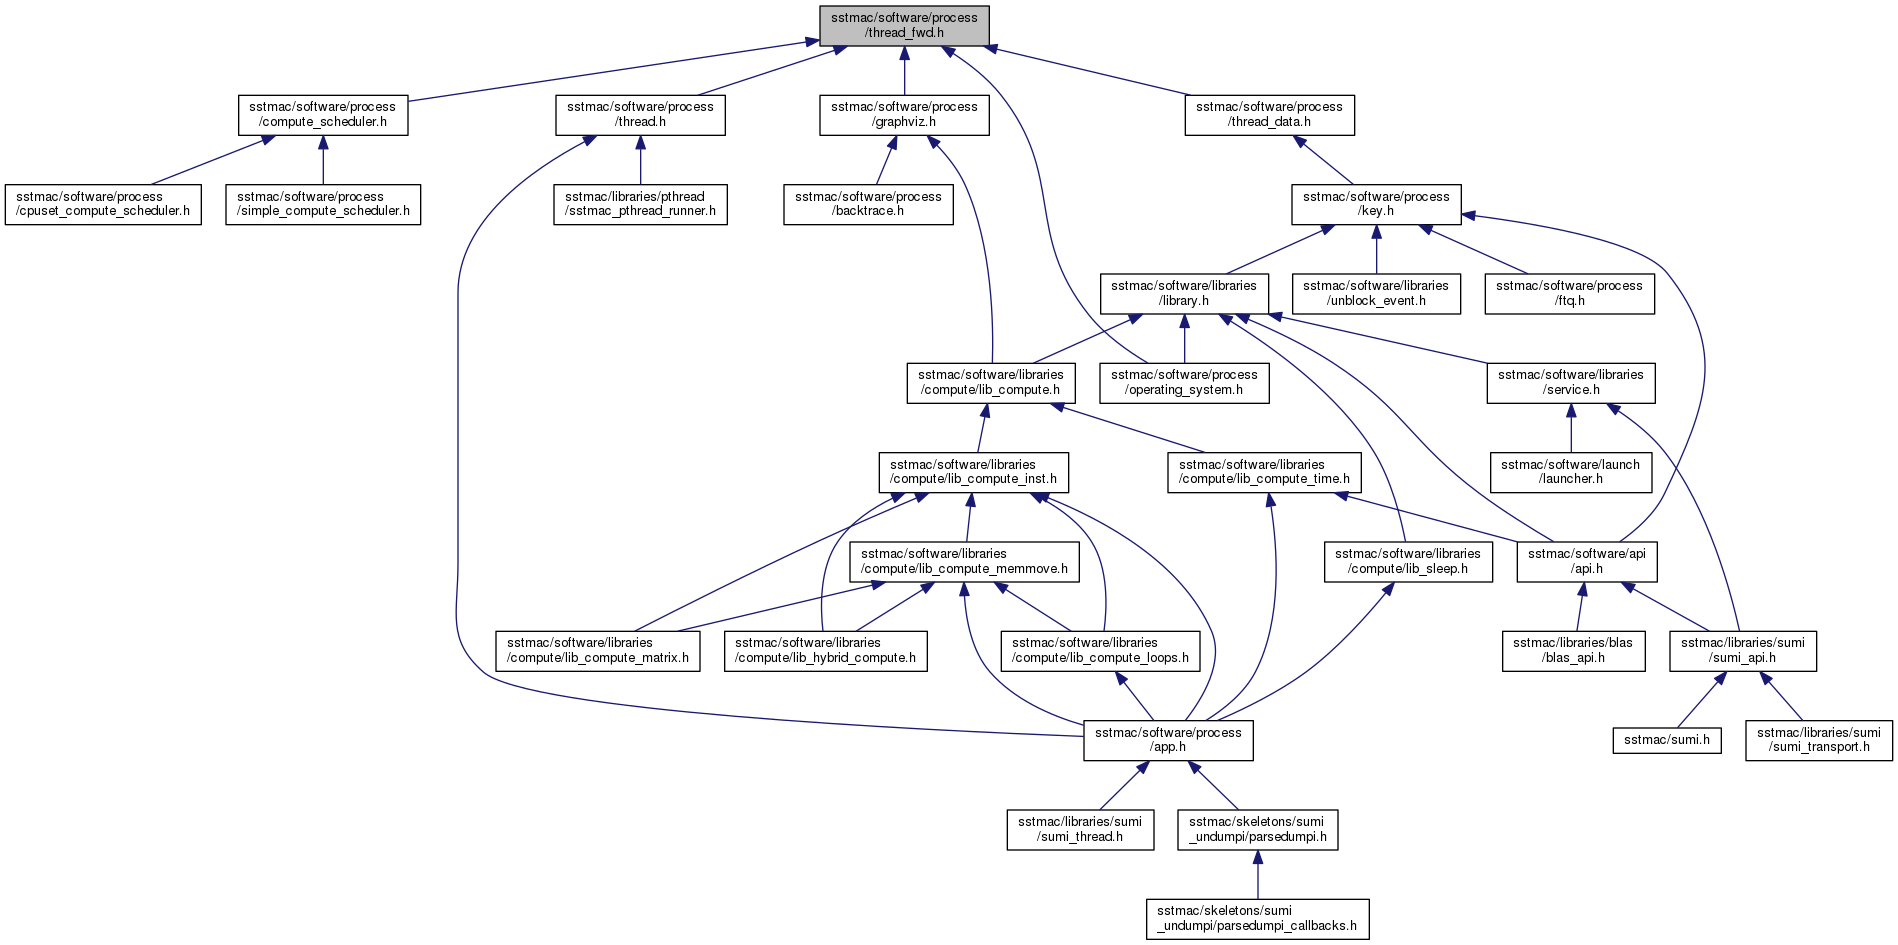 sstmac/software/process
/thread_fwd.h
sstmac/software/process
/compute_scheduler.h
sstmac/software/process
/thread.h
sstmac/software/process
/graphviz.h
sstmac/software/process
/thread_data.h
sstmac/software/process
/cpuset_compute_scheduler.h
sstmac/software/process
/simple_compute_scheduler.h
sstmac/libraries/pthread
/sstmac_pthread_runner.h
sstmac/software/process
/backtrace.h
sstmac/software/process
/key.h
sstmac/software/libraries
/library.h
sstmac/software/libraries
/unblock_event.h
sstmac/software/process
/ftq.h
sstmac/software/libraries
/compute/lib_compute.h
sstmac/software/process
/operating_system.h
sstmac/software/libraries
/service.h
sstmac/software/libraries
/compute/lib_compute_inst.h
sstmac/software/libraries
/compute/lib_compute_time.h
sstmac/software/launch
/launcher.h
sstmac/software/libraries
/compute/lib_compute_memmove.h
sstmac/software/libraries
/compute/lib_sleep.h
sstmac/software/api
/api.h
sstmac/software/libraries
/compute/lib_compute_matrix.h
sstmac/software/libraries
/compute/lib_hybrid_compute.h
sstmac/software/libraries
/compute/lib_compute_loops.h
sstmac/libraries/blas
/blas_api.h
sstmac/libraries/sumi
/sumi_api.h
sstmac/software/process
/app.h
sstmac/sumi.h
sstmac/libraries/sumi
/sumi_transport.h
sstmac/libraries/sumi
/sumi_thread.h
sstmac/skeletons/sumi
_undumpi/parsedumpi.h
sstmac/skeletons/sumi
_undumpi/parsedumpi_callbacks.h